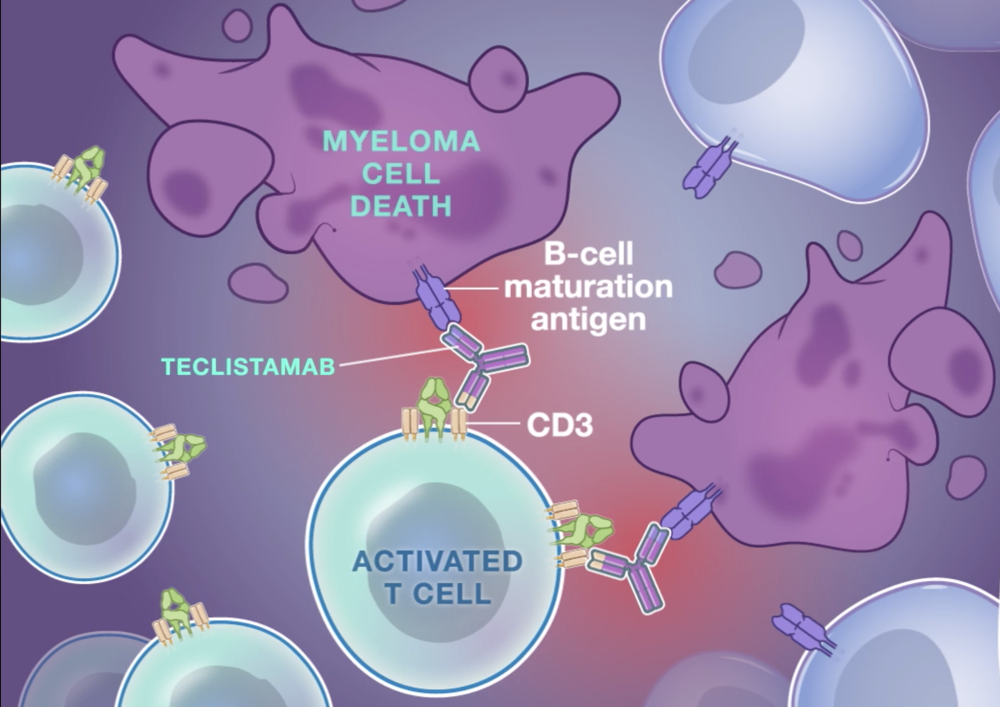 MYELOMA
CELL
DEATH
B-cell
maturation
antigen
TECLISTAMAB
CD3
ACTIVATED
T CELL